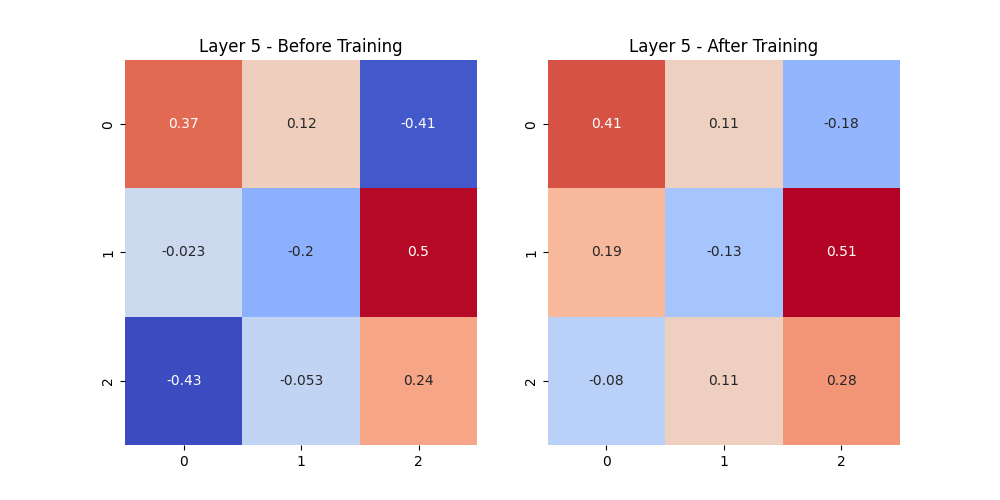 Layer 5 - Before Training
0 0.37 0.12 -0.41
1 -0.023 -0.2 0.5
2 -0.43 -0.053 0.24
0 1 2
Layer 5 - After Training
0 0.41 0.11 -0.18
1 0.19 -0.13 0.51
2 -0.08 0.11 0.28
0 1 2